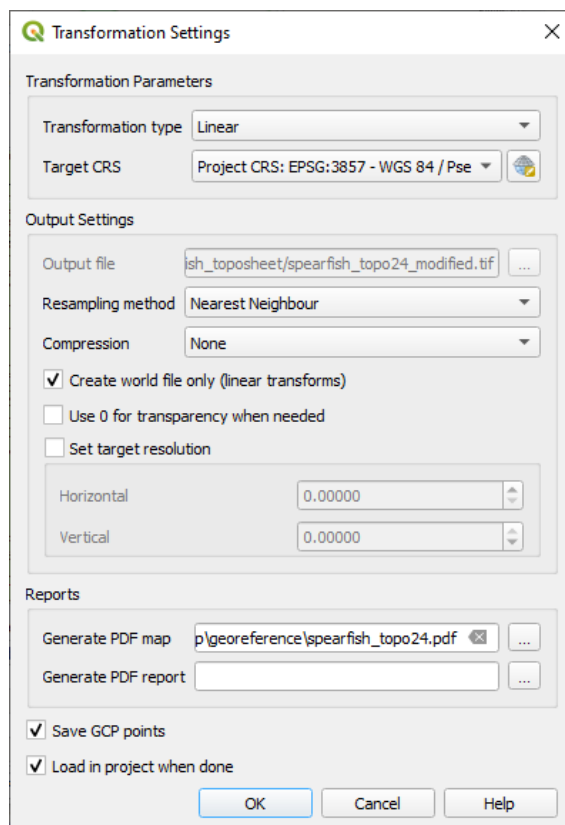 Transformation Settings
Transformation Parameters
Transformation type Linear
Target CRS Project CRS: EPSG:3857 - WGS 84 / Pse
Output Settings
Output file ish_toposheet/spearfish_topo24_modified.tif ...
Resampling method Nearest Neighbour
Compression None
Create world file only (linear transforms)
Use 0 for transparency when needed
Set target resolution
Horizontal 0.00000
Vertical 0.00000
Reports
Generate PDF map p\georeference\spearfish_topo24.pdf ...
Generate PDF report ...
Save GCP points
Load in project when done
OK Cancel Help